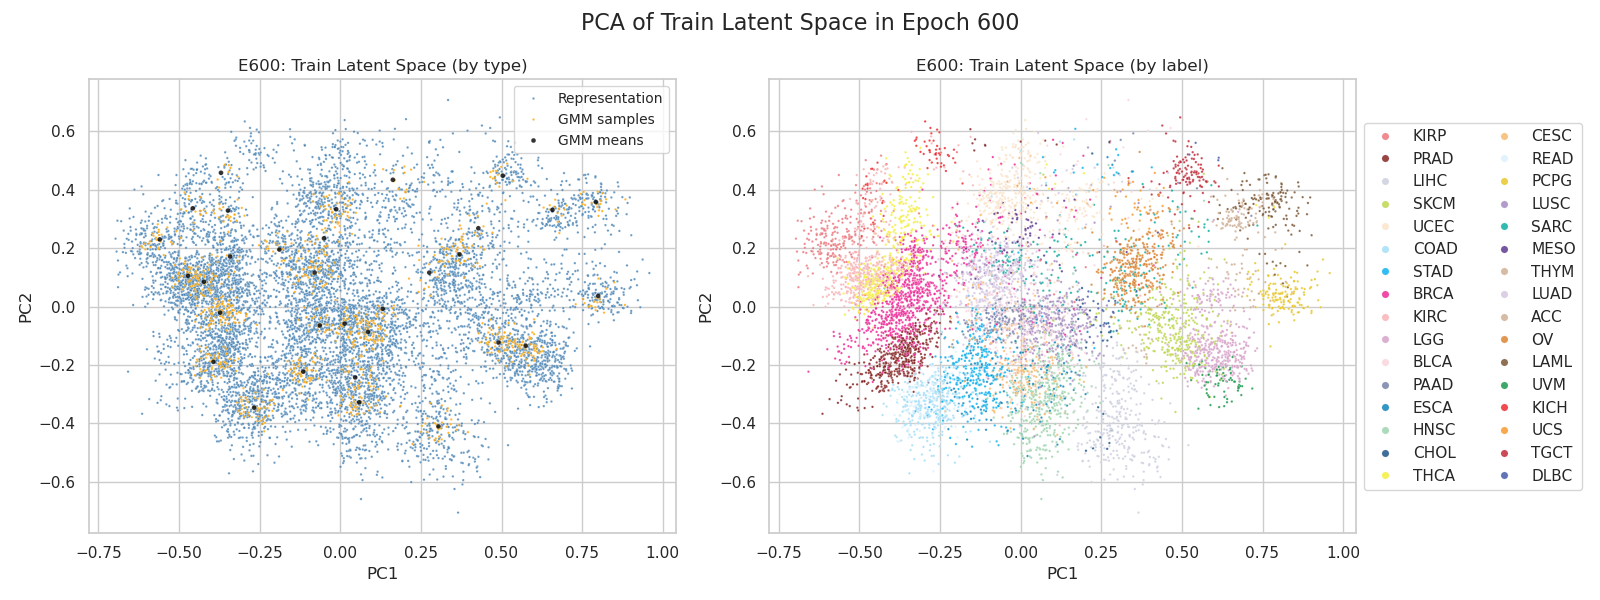 PCA of Train Latent Space in Epoch 600
E600: Train Latent Space (by type)
Representation
GMM samples
GMM means
0.6
0.4
0.2
0.0
−0.2
−0.4
−0.6
PC2
−0.75 −0.50 −0.25 0.00 0.25 0.50 0.75 1.00
PC1
E600: Train Latent Space (by label)
0.6
0.4
0.2
0.0
−0.2
−0.4
−0.6
PC2
−0.75 −0.50 −0.25 0.00 0.25 0.50 0.75 1.00
PC1
KIRP CESC
PRAD READ
LIHC PCPG
SKCM LUSC
UCEC SARC
COAD MESO
STAD THYM
BRCA LUAD
KIRC ACC
LGG OV
BLCA LAML
PAAD UVM
ESCA KICH
HNSC UCS
CHOL TGCT
THCA DLBC